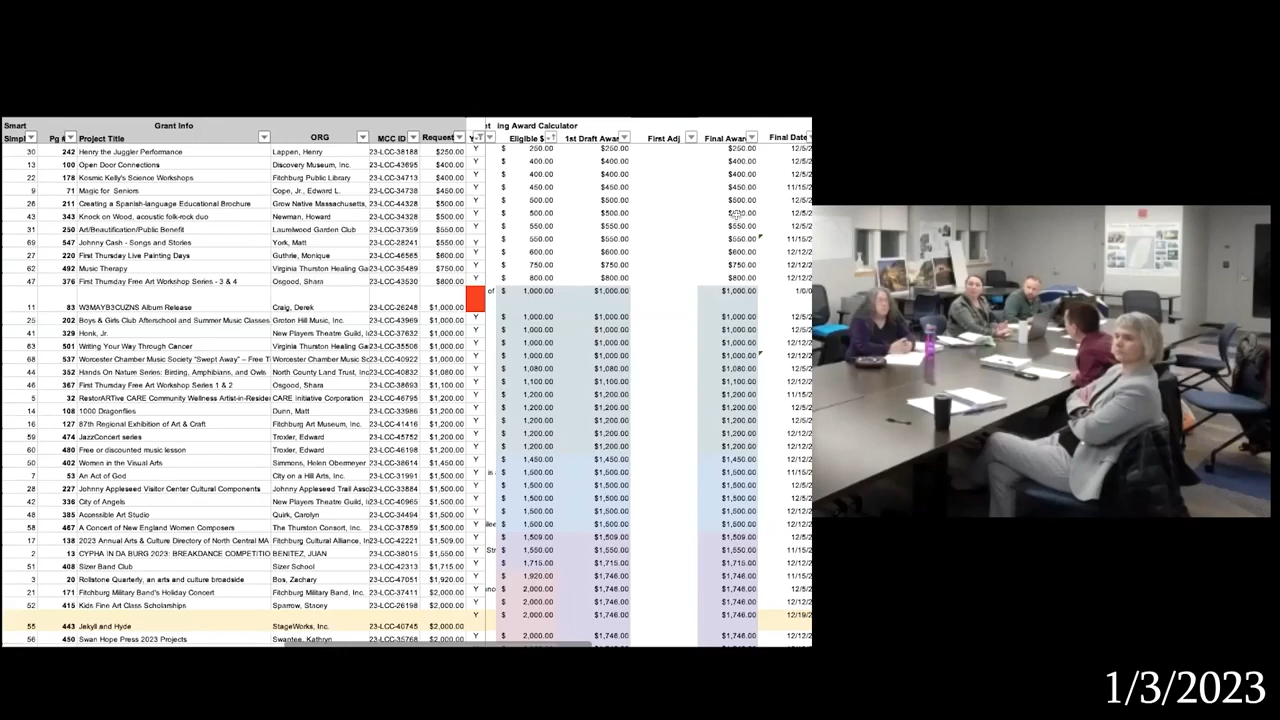 Smart Grant Info nt ing Award Calculator
Simpl Pg # Project Title ORG MCC ID Request Y Eligible $ 1st Draft Awar First Adj Final Awar Final Date
30 242 Henry the Juggler Performance Lappen, Henry 23-LCC-38188 $250.00 Y $ 250.00 $250.00 $250.00 12/5/2
13 100 Open Door Connections Discovery Museum, Inc. 23-LCC-43695 $400.00 Y $ 400.00 $400.00 $400.00 12/5/2
22 178 Kosmic Kelly's Science Workshops Fitchburg Public Library 23-LCC-34713 $400.00 Y $ 400.00 $400.00 $400.00 12/5/2
9 71 Magic for Seniors Cope, Jr., Edward L. 23-LCC-34738 $450.00 Y $ 450.00 $450.00 $450.00 11/15/2
26 211 Creating a Spanish-language Educational Brochure Grow Native Massachusetts, 23-LCC-44328 $500.00 Y $ 500.00 $500.00 $500.00 12/5/2
43 343 Knock on Wood, acoustic folk-rock duo Newman, Howard 23-LCC-34328 $500.00 Y $ 500.00 $500.00 12/5/2
31 250 Art/Beautification/Public Benefit Laurelwood Garden Club 23-LCC-37359 $550.00 Y $ 550.00 $550.00 $550.00 12/5/2
69 547 Johnny Cash - Songs and Stories York, Matt 23-LCC-28241 $550.00 Y $ 550.00 $550.00 $550.00 11/15/2
27 220 First Thursday Live Painting Days Guthrie, Monique 23-LCC-46565 $600.00 Y $ 600.00 $600.00 $600.00 12/12/2
62 492 Music Therapy Virginia Thurston Healing Ga 23-LCC-35489 $750.00 Y $ 750.00 $750.00 $750.00 12/12/2
47 376 First Thursday Free Art Workshop Series - 3 & 4 Osgood, Shara 23-LCC-43530 $800.00 Y $ 800.00 $800.00 $800.00 12/12/2
11 83 W3MAYB3CUZNS Album Release Craig, Derek 23-LCC-26248 $1,000.00 of $ 1,000.00 $1,000.00 $1,000.00 1/0/0
25 202 Boys & Girls Club Afterschool and Summer Music Classes Groton Hill Music, Inc. 23-LCC-43969 $1,000.00 Y $ 1,000.00 $1,000.00 $1,000.00 12/5/2
41 329 Honk, Jr. New Players Theatre Guild, I 23-LCC-37632 $1,000.00 Y $ 1,000.00 $1,000.00 $1,000.00 12/5/2
63 501 Writing Your Way Through Cancer Virginia Thurston Healing Ga 23-LCC-35506 $1,000.00 Y $ 1,000.00 $1,000.00 $1,000.00 12/12/2
68 537 Worcester Chamber Music Society "Swept Away" – Free T Worcester Chamber Music S 23-LCC-40922 $1,000.00 Y $ 1,000.00 $1,000.00 $1,000.00 12/12/2
44 352 Hands On Nature Series: Birding, Amphibians, and Owls North County Land Trust, Inc 23-LCC-40832 $1,080.00 Y $ 1,080.00 $1,080.00 $1,080.00 12/5/2
46 367 First Thursday Free Art Workshop Series 1 & 2 Osgood, Shara 23-LCC-38693 $1,100.00 Y $ 1,100.00 $1,100.00 $1,100.00 12/12/2
5 32 RestorARTive CARE Community Wellness Artist-in-Reside CARE Initiative Corporation 23-LCC-46795 $1,200.00 Y $ 1,200.00 $1,200.00 $1,200.00 11/15/2
14 108 1000 Dragonflies Dunn, Matt 23-LCC-33986 $1,200.00 Y $ 1,200.00 $1,200.00 $1,200.00 12/5/2
16 127 87th Regional Exhibition of Art & Craft Fitchburg Art Museum, Inc. 23-LCC-41416 $1,200.00 Y $ 1,200.00 $1,200.00 $1,200.00 12/5/2
59 474 JazzConcert series Troxler, Edward 23-LCC-45752 $1,200.00 Y $ 1,200.00 $1,200.00 $1,200.00 12/12/2
60 480 Free or discounted music lesson Troxler, Edward 23-LCC-46198 $1,200.00 Y $ 1,200.00 $1,200.00 $1,200.00 12/12/2
50 402 Women in the Visual Arts Simmons, Helen Obermeyer 23-LCC-38614 $1,450.00 Y $ 1,450.00 $1,450.00 $1,450.00 12/12/2
7 53 An Act of God City on a Hill Arts, Inc. 23-LCC-31991 $1,500.00 Y is $ 1,500.00 $1,500.00 $1,500.00 11/15/2
28 227 Johnny Appleseed Visitor Center Cultural Components Johnny Appleseed Trail Asso 23-LCC-33884 $1,500.00 Y $ 1,500.00 $1,500.00 $1,500.00 12/5/2
42 336 City of Angels New Players Theatre Guild, I 23-LCC-40965 $1,500.00 Y $ 1,500.00 $1,500.00 $1,500.00 12/5/2
48 385 Accessible Art Studio Quirk, Carolyn 23-LCC-34494 $1,500.00 Y $ 1,500.00 $1,500.00 $1,500.00 12/12/2
58 467 A Concert of New England Women Composers The Thurston Consort, Inc. 23-LCC-37859 $1,500.00 Y $ 1,500.00 $1,500.00 $1,500.00 12/12/2
17 138 2023 Annual Arts & Culture Directory of North Central MA Fitchburg Cultural Alliance, In 23-LCC-42221 $1,509.00 Y $ 1,509.00 $1,509.00 $1,509.00 12/5/2
2 13 CYPHA IN DA BURG 2023: BREAKDANCE COMPETITIO BENITEZ, JUAN 23-LCC-38015 $1,550.00 Y Str $ 1,550.00 $1,550.00 $1,550.00 11/15/2
51 408 Sizer Band Club Sizer School 23-LCC-42313 $1,715.00 Y $ 1,715.00 $1,715.00 $1,715.00 12/12/2
3 20 Rollstone Quarterly, an arts and culture broadside Bos, Zachary 23-LCC-47051 $1,920.00 Y $ 1,920.00 $1,746.00 $1,746.00 11/15/2
21 171 Fitchburg Military Band's Holiday Concert Fitchburg Military Band, Inc. 23-LCC-37411 $2,000.00 Y $ 2,000.00 $1,746.00 $1,746.00 12/5/2
52 415 Kids Fine Art Class Scholarships Sparrow, Stacey 23-LCC-26198 $2,000.00 Y $ 2,000.00 $1,746.00 $1,746.00 12/12/2
55 443 Jekyll and Hyde StageWorks, Inc. 23-LCC-40745 $2,000.00 Y $ 2,000.00 $1,746.00 $1,746.00 12/19/2
56 450 Swan Hope Press 2023 Projects Swantee, Kathryn 23-LCC-35768 $2,000.00 Y $ 2,000.00 $1,746.00 $1,746.00 12/12/2
1/3/2023